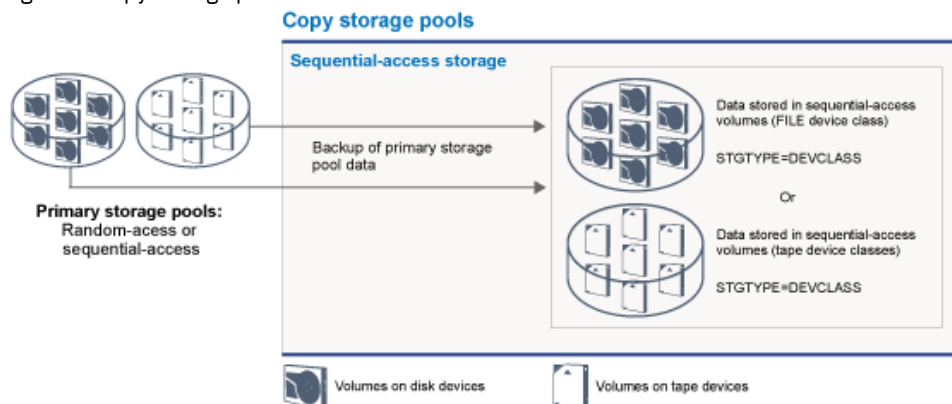 Copy storage pools
Sequential-access storage
Data stored in sequential-access
volumes (FILE device class)
STGTYPE=DEVCLASS
Or
Data stored in sequential-access
volumes (tape device classes)
STGTYPE=DEVCLASS
Backup of primary storage
pool data
Primary storage pools:
Random-acess or
sequential-access
Volumes on disk devices
Volumes on tape devices